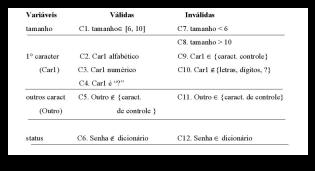 Variáveis Válidas Inválidas
tamanho C1. tamanho∈ [6, 10] C7. tamanho < 6
C8. tamanho > 10
1º caracter C2. Car1 alfabético C9. Car1 ∈ {caract. controle}
(Car1) C3. Car1 numérico C10. Car1 ∉ {letras, dígitos, ?}
C4. Car1 é “?”
outros caract C5. Outro ∉ {caract. C11. Outro ∈ {caract. de controle}
(Outro) de controle }
status C6. Senha ∉ dicionário C12. Senha ∈ dicionário